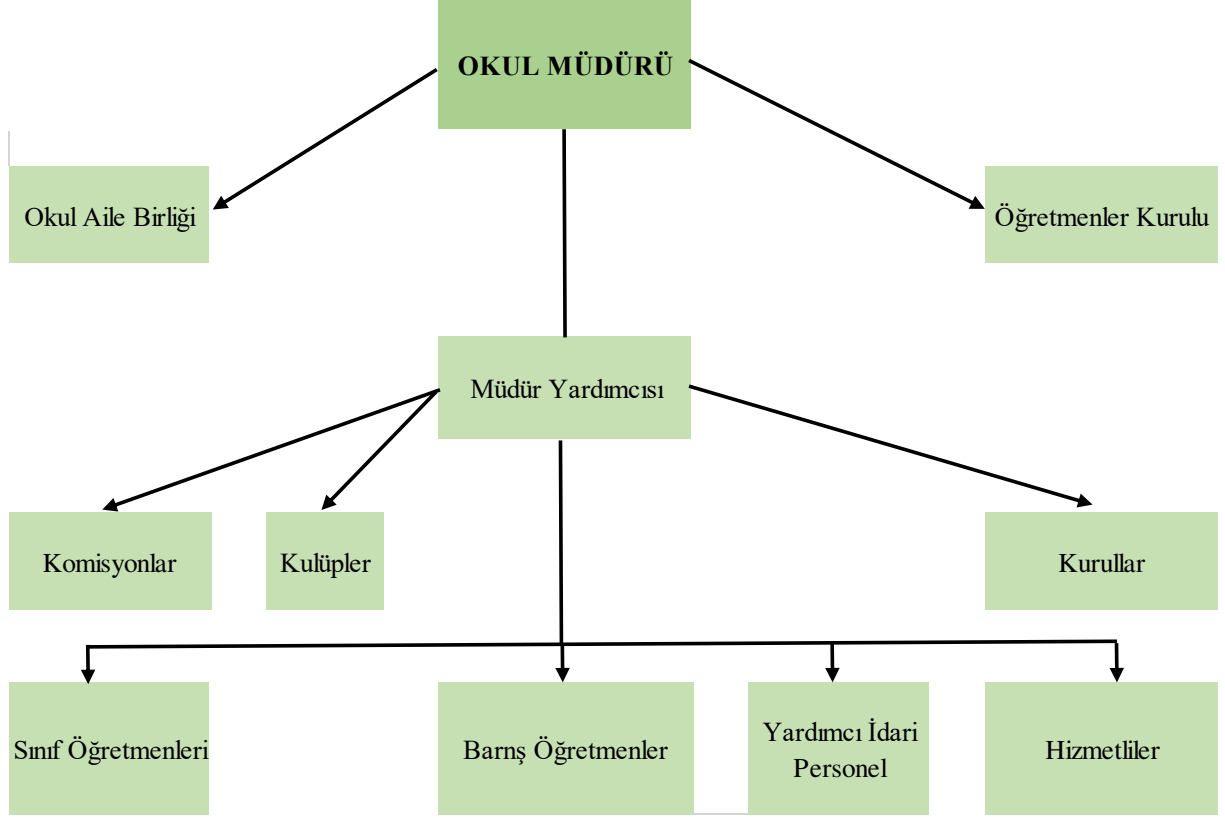 OKUL MÜDÜRÜ
Okul Aile Birliği
Öğretmenler Kurulu
Müdür Yardımcısı
Komisyonlar
Kulüpler
Kurullar
Sınıf Öğretmenleri
Barnş Öğretmenler
Yardımcı İdari
Personel
Hizmetliler